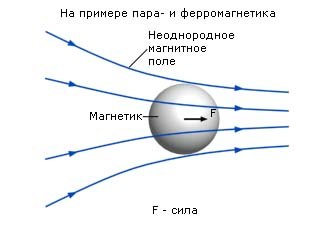 На примере пара- и ферромагнетика
Неоднородное
магнитное
поле
Магнетик
F
F - сила